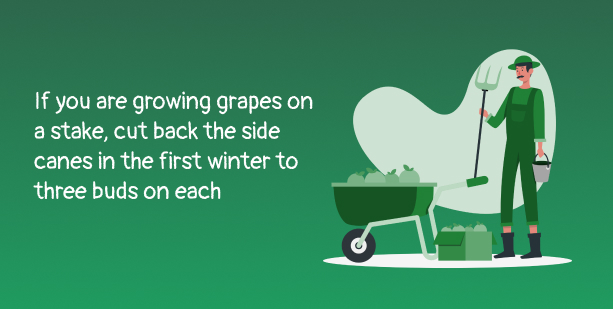 If you are growing grapes on
a stake, cut back the side
canes in the first winter to
three buds on each